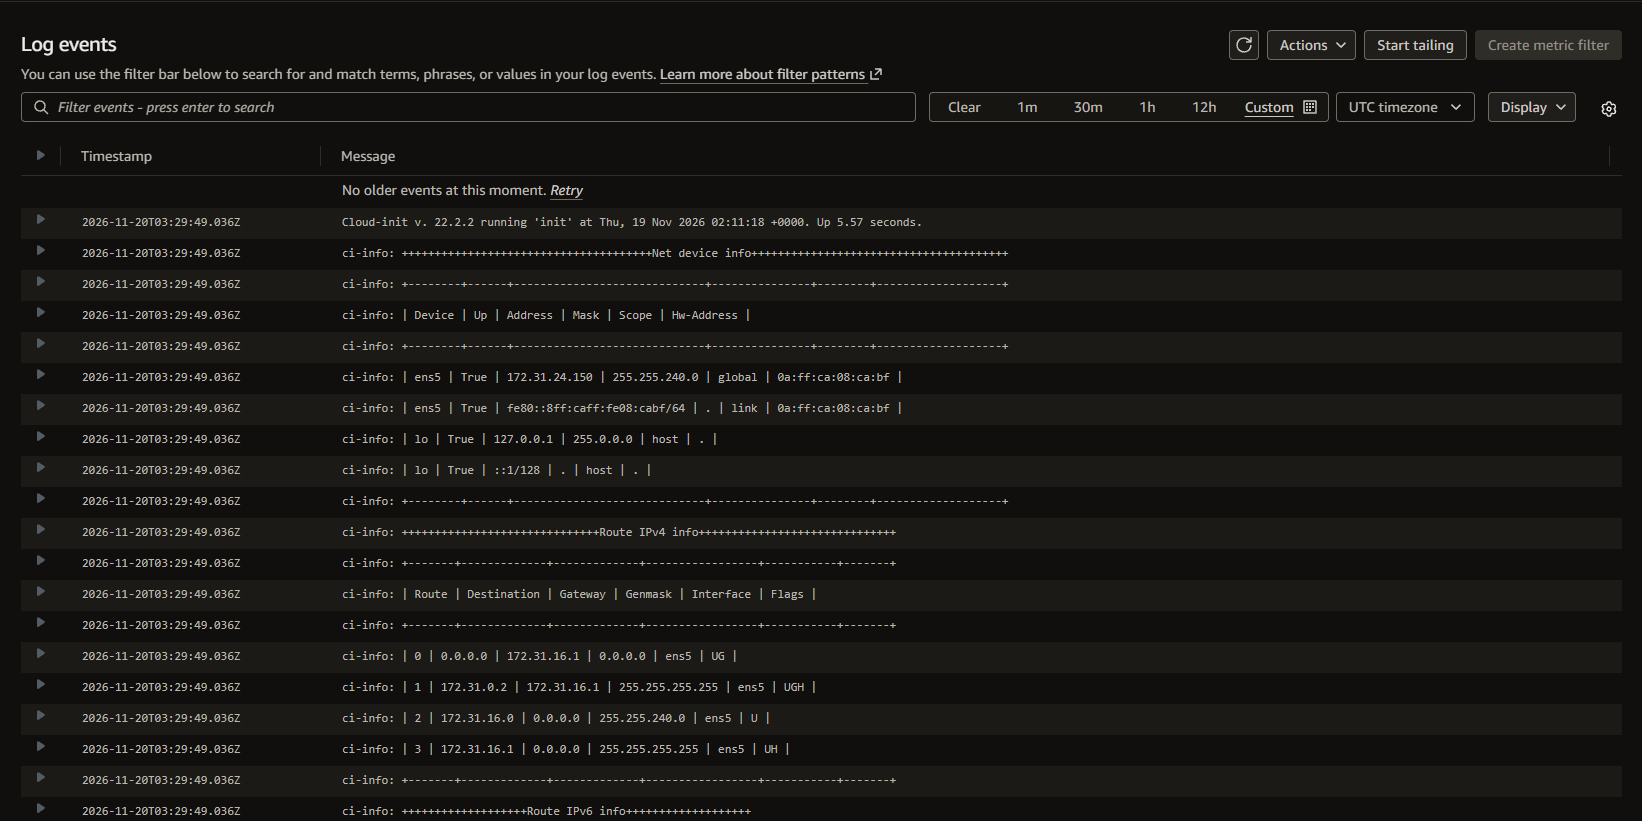 Log events
Actions Start tailing Create metric filter
You can use the filter bar below to search for and match terms, phrases, or values in your log events. Learn more about filter patterns
Filter events - press enter to search Clear 1m 30m 1h 12h Custom UTC timezone Display
Timestamp Message
No older events at this moment. Retry
2026-11-20T03:29:49.036Z Cloud-init v. 22.2.2 running 'init' at Thu, 19 Nov 2026 02:11:18 +0000. Up 5.57 seconds.
2026-11-20T03:29:49.036Z ci-info: ++++++++++++++++++++++++++++++++++++++Net device info+++++++++++++++++++++++++++++++++++++++
2026-11-20T03:29:49.036Z ci-info: +--------+------+-----------------------------+---------------+--------+-------------------+
2026-11-20T03:29:49.036Z ci-info: | Device | Up | Address | Mask | Scope | Hw-Address |
2026-11-20T03:29:49.036Z ci-info: +--------+------+-----------------------------+---------------+--------+-------------------+
2026-11-20T03:29:49.036Z ci-info: | ens5 | True | 172.31.24.150 | 255.255.240.0 | global | 0a:ff:ca:08:ca:bf |
2026-11-20T03:29:49.036Z ci-info: | ens5 | True | fe80::8ff:caff:fe08:cabf/64 | . | link | 0a:ff:ca:08:ca:bf |
2026-11-20T03:29:49.036Z ci-info: | lo | True | 127.0.0.1 | 255.0.0.0 | host | . |
2026-11-20T03:29:49.036Z ci-info: | lo | True | ::1/128 | . | host | . |
2026-11-20T03:29:49.036Z ci-info: +--------+------+-----------------------------+---------------+--------+-------------------+
2026-11-20T03:29:49.036Z ci-info: ++++++++++++++++++++++++++++++Route IPv4 info++++++++++++++++++++++++++++++
2026-11-20T03:29:49.036Z ci-info: +-------+-------------+-------------+-----------------+-----------+-------+
2026-11-20T03:29:49.036Z ci-info: | Route | Destination | Gateway | Genmask | Interface | Flags |
2026-11-20T03:29:49.036Z ci-info: +-------+-------------+-------------+-----------------+-----------+-------+
2026-11-20T03:29:49.036Z ci-info: | 0 | 0.0.0.0 | 172.31.16.1 | 0.0.0.0 | ens5 | UG |
2026-11-20T03:29:49.036Z ci-info: | 1 | 172.31.0.2 | 172.31.16.1 | 255.255.255.255 | ens5 | UGH |
2026-11-20T03:29:49.036Z ci-info: | 2 | 172.31.16.0 | 0.0.0.0 | 255.255.240.0 | ens5 | U |
2026-11-20T03:29:49.036Z ci-info: | 3 | 172.31.16.1 | 0.0.0.0 | 255.255.255.255 | ens5 | UH |
2026-11-20T03:29:49.036Z ci-info: +-------+-------------+-------------+-----------------+-----------+-------+
2026-11-20T03:29:49.036Z ci-info: +++++++++++++++++++Route IPv6 info+++++++++++++++++++